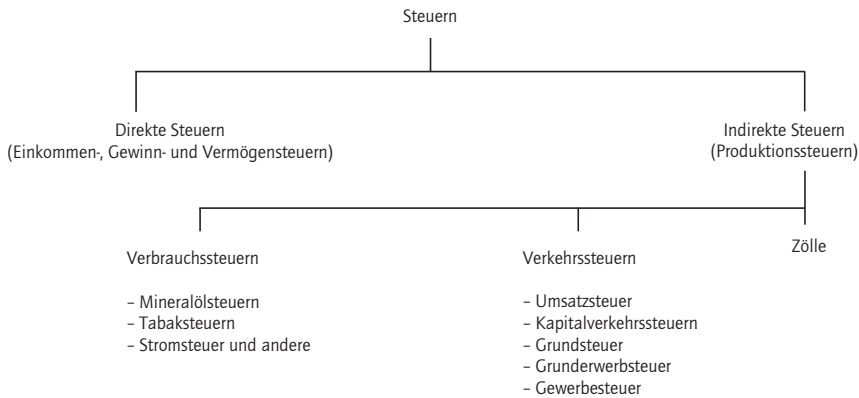 Steuern
Direkte Steuern
(Einkommen-, Gewinn- und Vermögensteuern)
Indirekte Steuern
(Produktionssteuern)
Verbrauchssteuern
– Mineralölsteuern
– Tabaksteuern
– Stromsteuer und andere
Verkehrssteuern
– Umsatzsteuer
– Kapitalverkehrssteuern
– Grundsteuer
– Grunderwerbsteuer
– Gewerbesteuer
Zölle